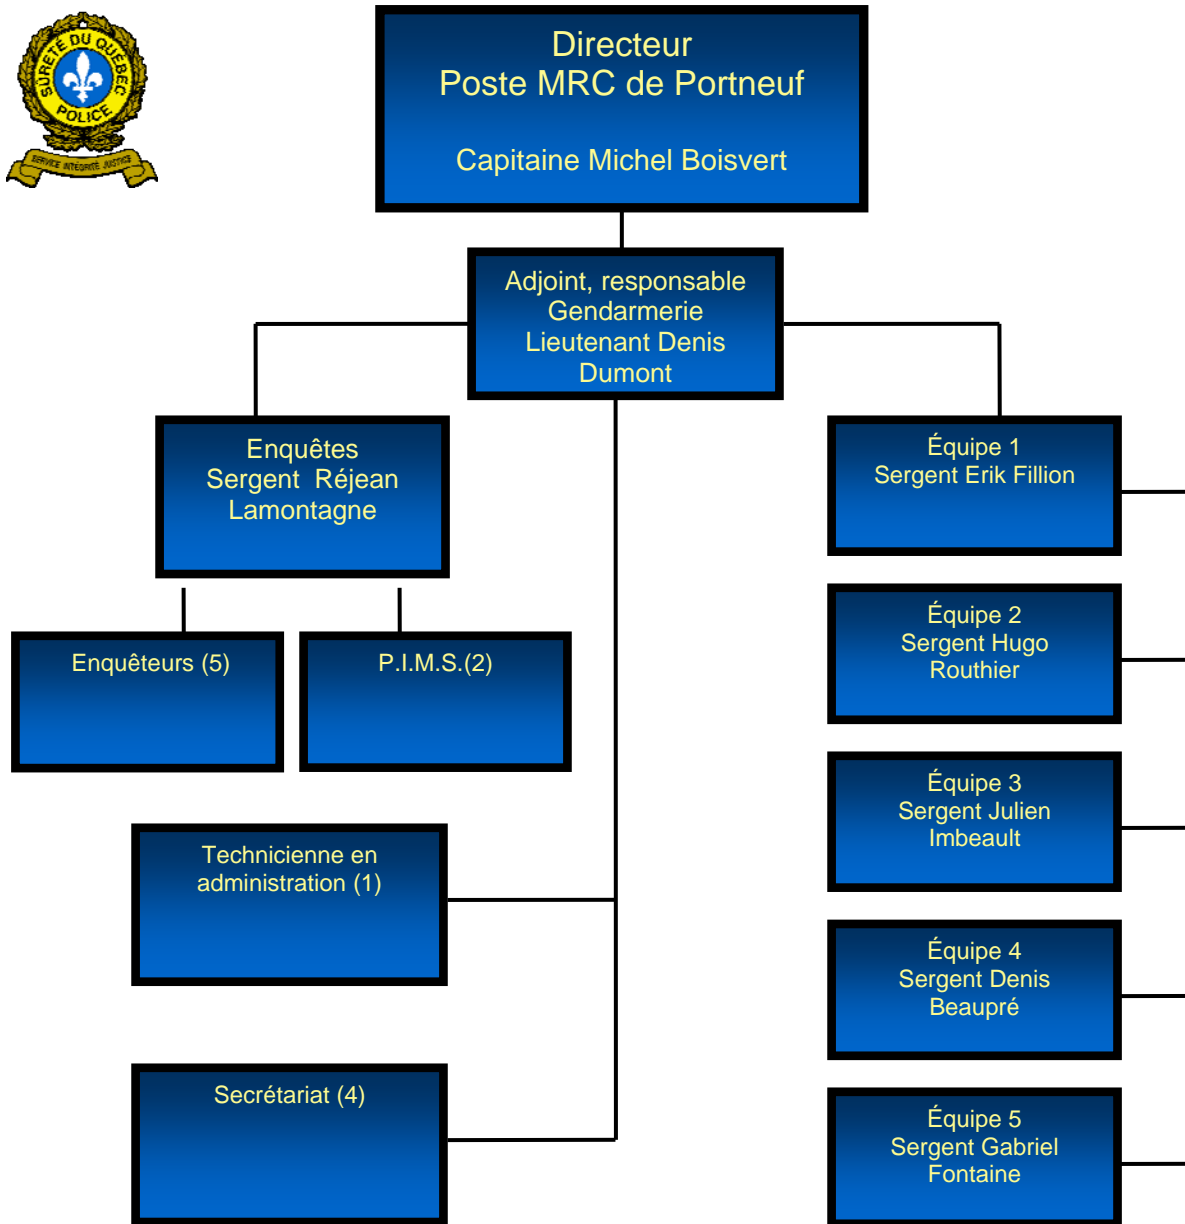 SÛRETÉ DU QUÉBEC
POLICE
SERVICE INTÉGRITÉ JUSTICE
Directeur
Poste MRC de Portneuf
Capitaine Michel Boisvert
Adjoint, responsable
Gendarmerie
Lieutenant Denis
Dumont
Enquêtes
Sergent Réjean
Lamontagne
Enquêteurs (5)
P.I.M.S.(2)
Technicienne en
administration (1)
Secrétariat (4)
Équipe 1
Sergent Erik Fillion
Équipe 2
Sergent Hugo
Routhier
Équipe 3
Sergent Julien
Imbeault
Équipe 4
Sergent Denis
Beaupré
Équipe 5
Sergent Gabriel
Fontaine